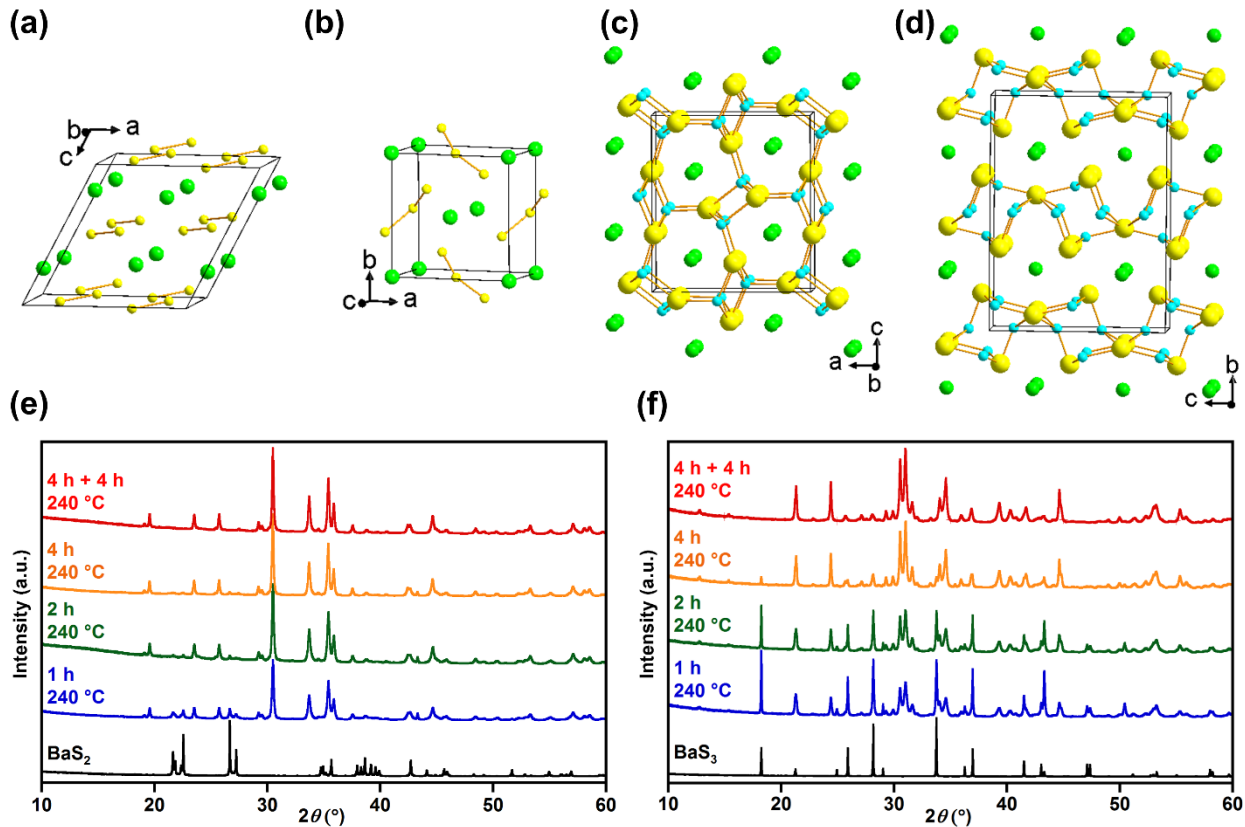 (a)
(b)
(c)
(d)
b
a
c
b
c
a
c
a
b
b
c
(e)
(f)
4 h + 4 h
240 °C
4 h
240 °C
2 h
240 °C
1 h
240 °C
BaS₂
Intensity (a.u.)
10 20 30 40 50 60
2θ (°)
4 h + 4 h
240 °C
4 h
240 °C
2 h
240 °C
1 h
240 °C
BaS₃
Intensity (a.u.)
10 20 30 40 50 60
2θ (°)